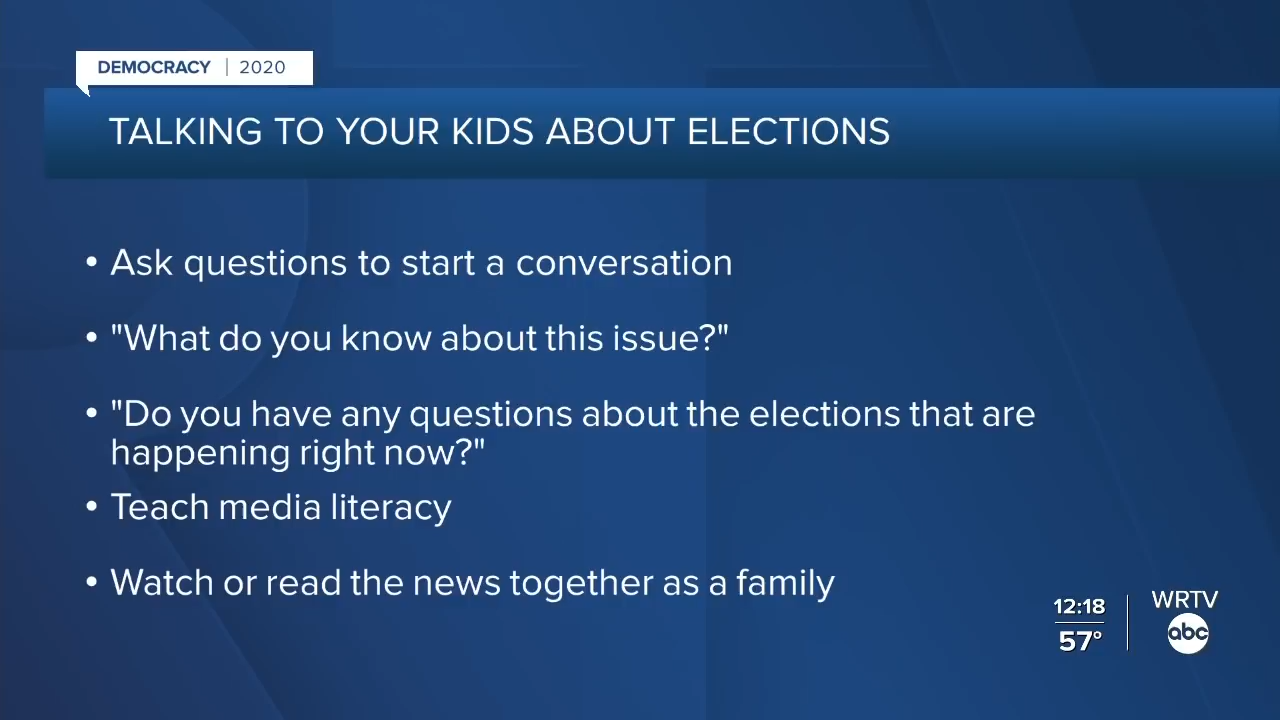 DEMOCRACY | 2020
TALKING TO YOUR KIDS ABOUT ELECTIONS
• Ask questions to start a conversation
• "What do you know about this issue?"
• "Do you have any questions about the elections that are
happening right now?"
• Teach media literacy
• Watch or read the news together as a family
12:18
57°
WRTV
abc